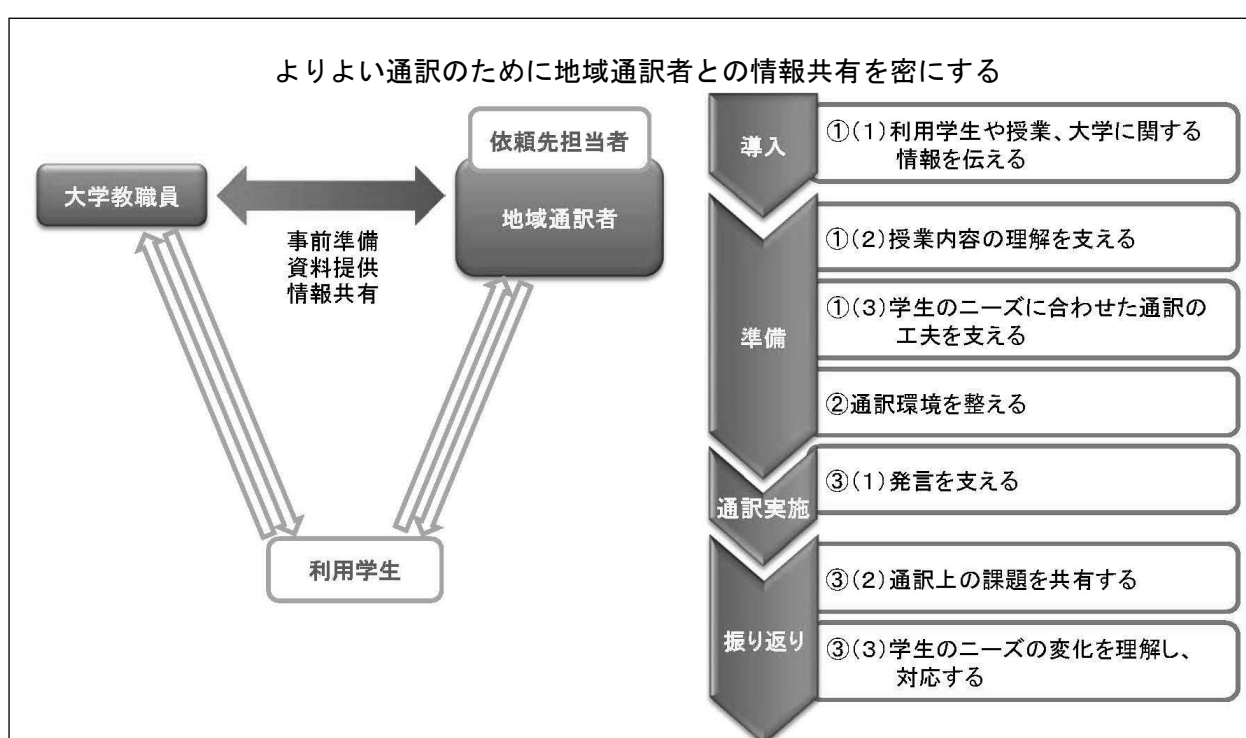 よりよい通訳のために地域通訳者との情報共有を密にする
依頼先担当者
大学教職員
地域通訳者
事前準備
資料提供
情報共有
利用学生
導入
①(1)利用学生や授業、大学に関する
情報を伝える
準備
①(2)授業内容の理解を支える
①(3)学生のニーズに合わせた通訳の
工夫を支える
②通訳環境を整える
通訳実施
③(1)発言を支える
振り返り
③(2)通訳上の課題を共有する
③(3)学生のニーズの変化を理解し、
対応する